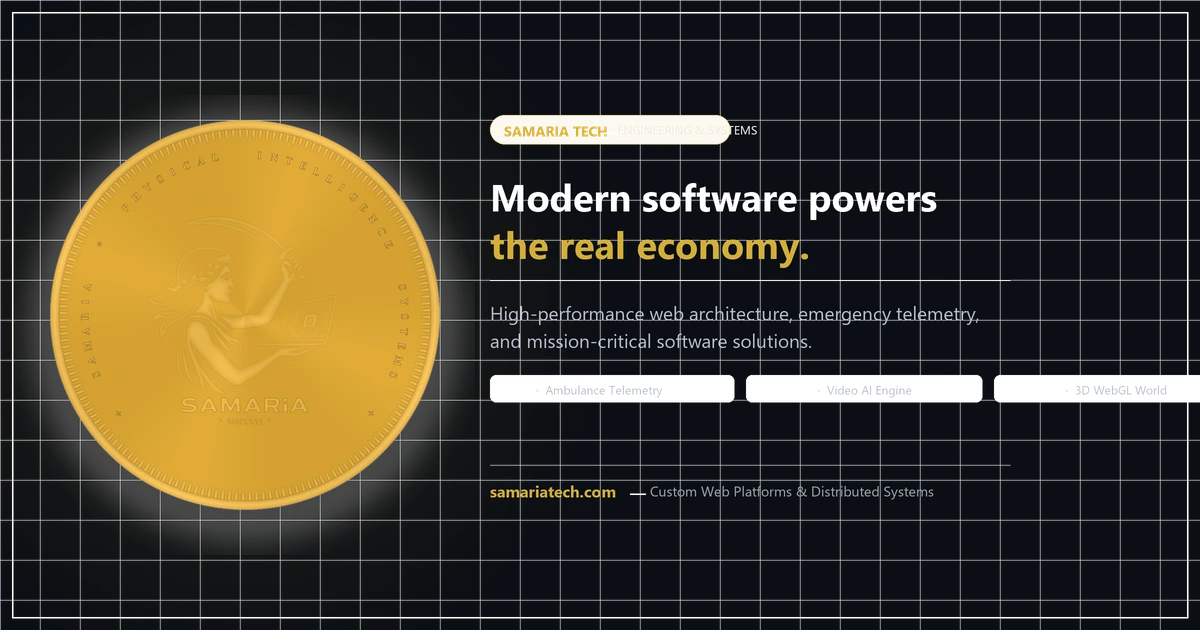 PHYSICAL INTELLIGENCE
SAMARIA SYSTEMS
SAMARiA
SAMARIA TECH ENGINEERING & SYSTEMS
Modern software powers
the real economy.
High-performance web architecture, emergency telemetry,
and mission-critical software solutions.
· Ambulance Telemetry · Video AI Engine · 3D WebGL World
samariatech.com — Custom Web Platforms & Distributed Systems